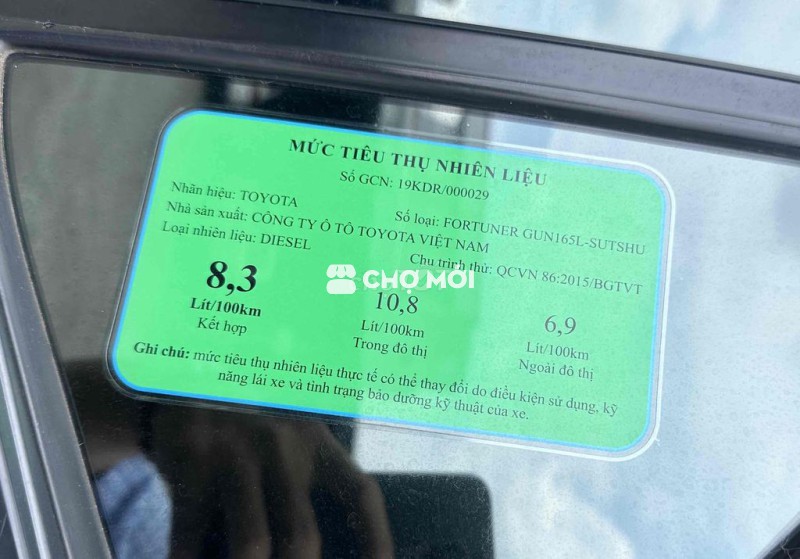 MỨC TIÊU THỤ NHIÊN LIỆU
Số GCN: 19KDR/000029
Nhãn hiệu: TOYOTA
Số loại: FORTUNER GUN165L-SUTSHU
Nhà sản xuất: CÔNG TY Ô TÔ TOYOTA VIỆT NAM
Loại nhiên liệu: DIESEL
Chu trình thử: QCVN 86:2015/BGTVT
CHỢ MỚI
8,3
Lít/100km
Kết hợp
10,8
Lít/100km
Trong đô thị
6,9
Lít/100km
Ngoài đô thị
Ghi chú: mức tiêu thụ nhiên liệu thực tế có thể thay đổi do điều kiện sử dụng, kỹ
năng lái xe và tình trạng bảo dưỡng kỹ thuật của xe.